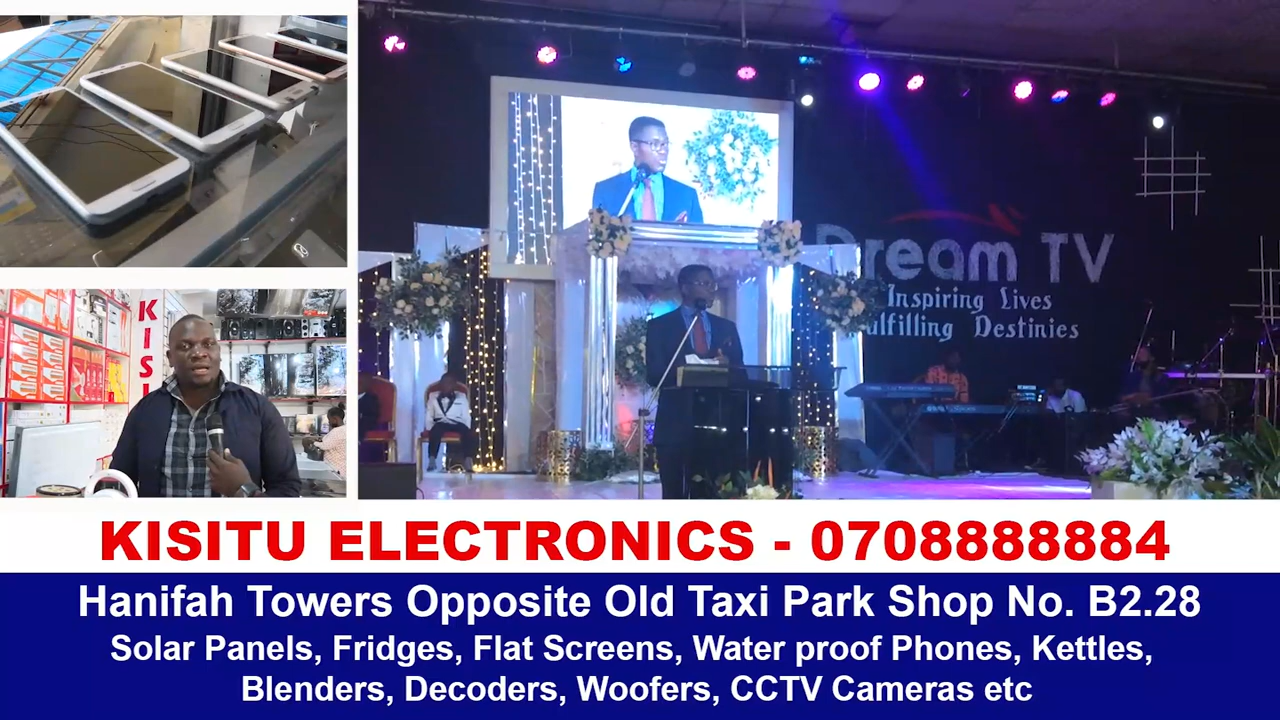 KISI
Dream TV
Inspiring Lives
Fulfilling Destinies
KISITU ELECTRONICS - 0708888884
Hanifah Towers Opposite Old Taxi Park Shop No. B2.28
Solar Panels, Fridges, Flat Screens, Water proof Phones, Kettles,
Blenders, Decoders, Woofers, CCTV Cameras etc